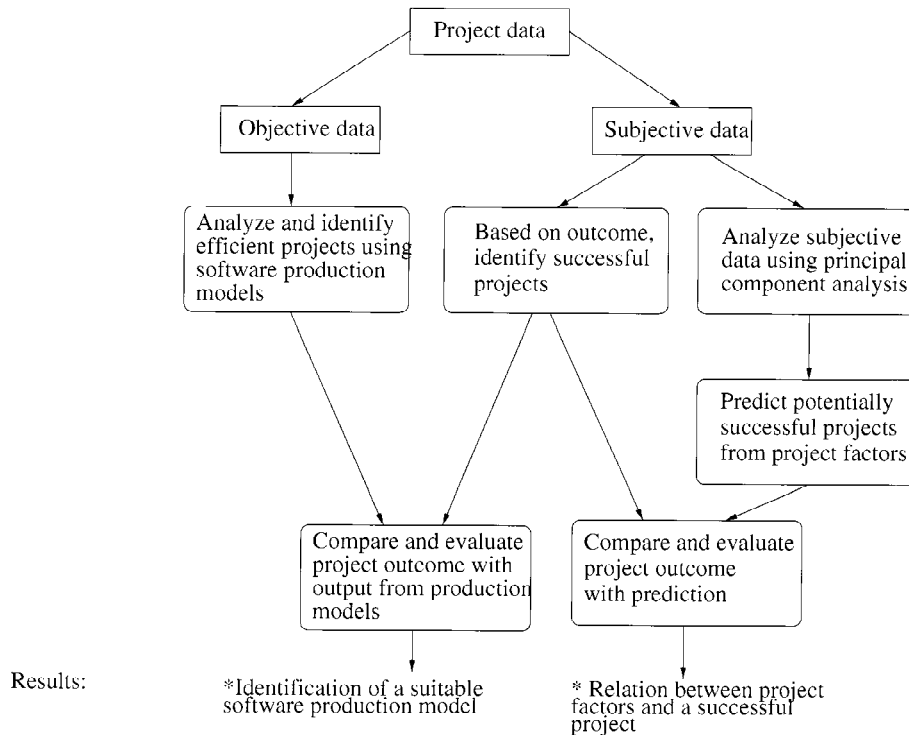 Project data
Objective data
Subjective data
Analyze and identify
efficient projects using
software production
models
Based on outcome,
identify successful
projects
Analyze subjective
data using principal
component analysis
Predict potentially
successful projects
from project factors
Compare and evaluate
project outcome with
output from production
models
Compare and evaluate
project outcome
with prediction
Results:
*Identification of a suitable
software production model
* Relation between project
factors and a successful
project